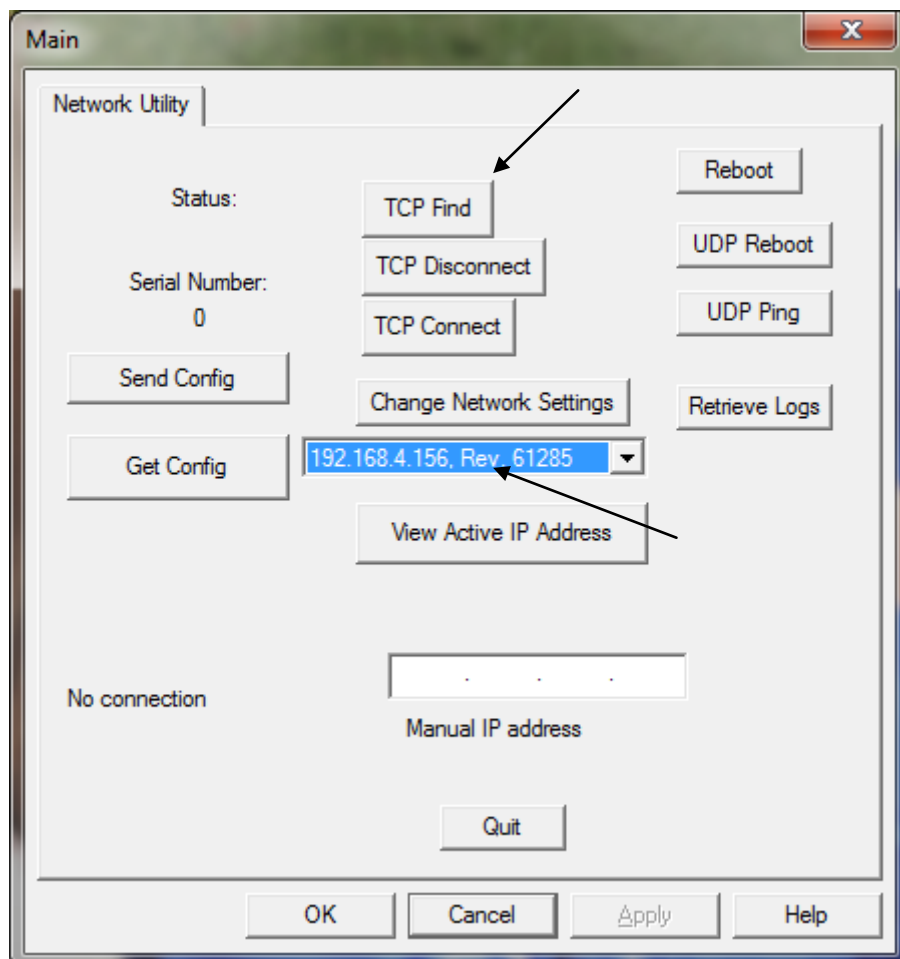 Main
Network Utility
Status:
TCP Find
Reboot
TCP Disconnect
UDP Reboot
Serial Number:
0
TCP Connect
UDP Ping
Send Config
Change Network Settings
Retrieve Logs
Get Config
192.168.4.156, Rev. 61285
View Active IP Address
No connection
. . .
Manual IP address
Quit
OK
Cancel
Apply
Help